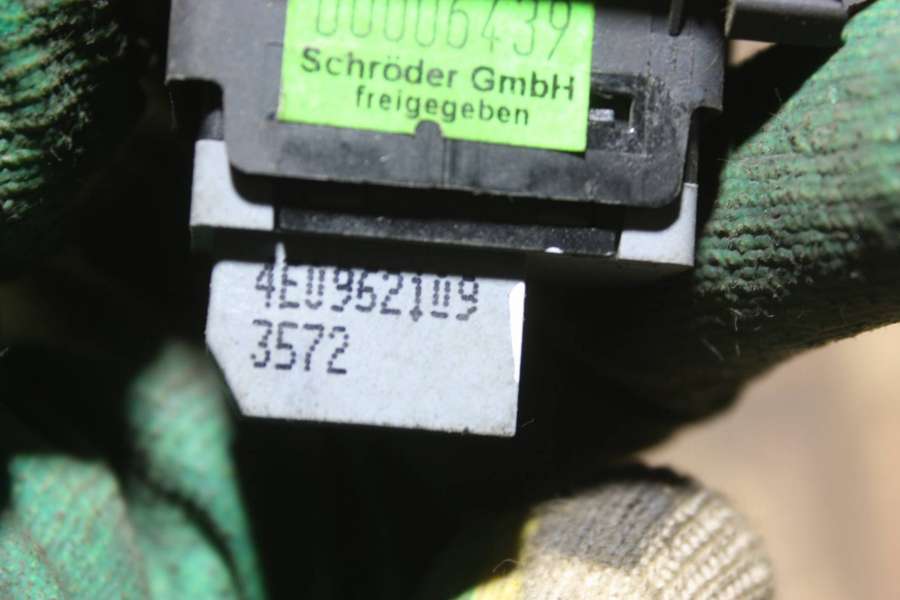 00006439
Schröder GmbH
freigegeben
4E0962109
3572